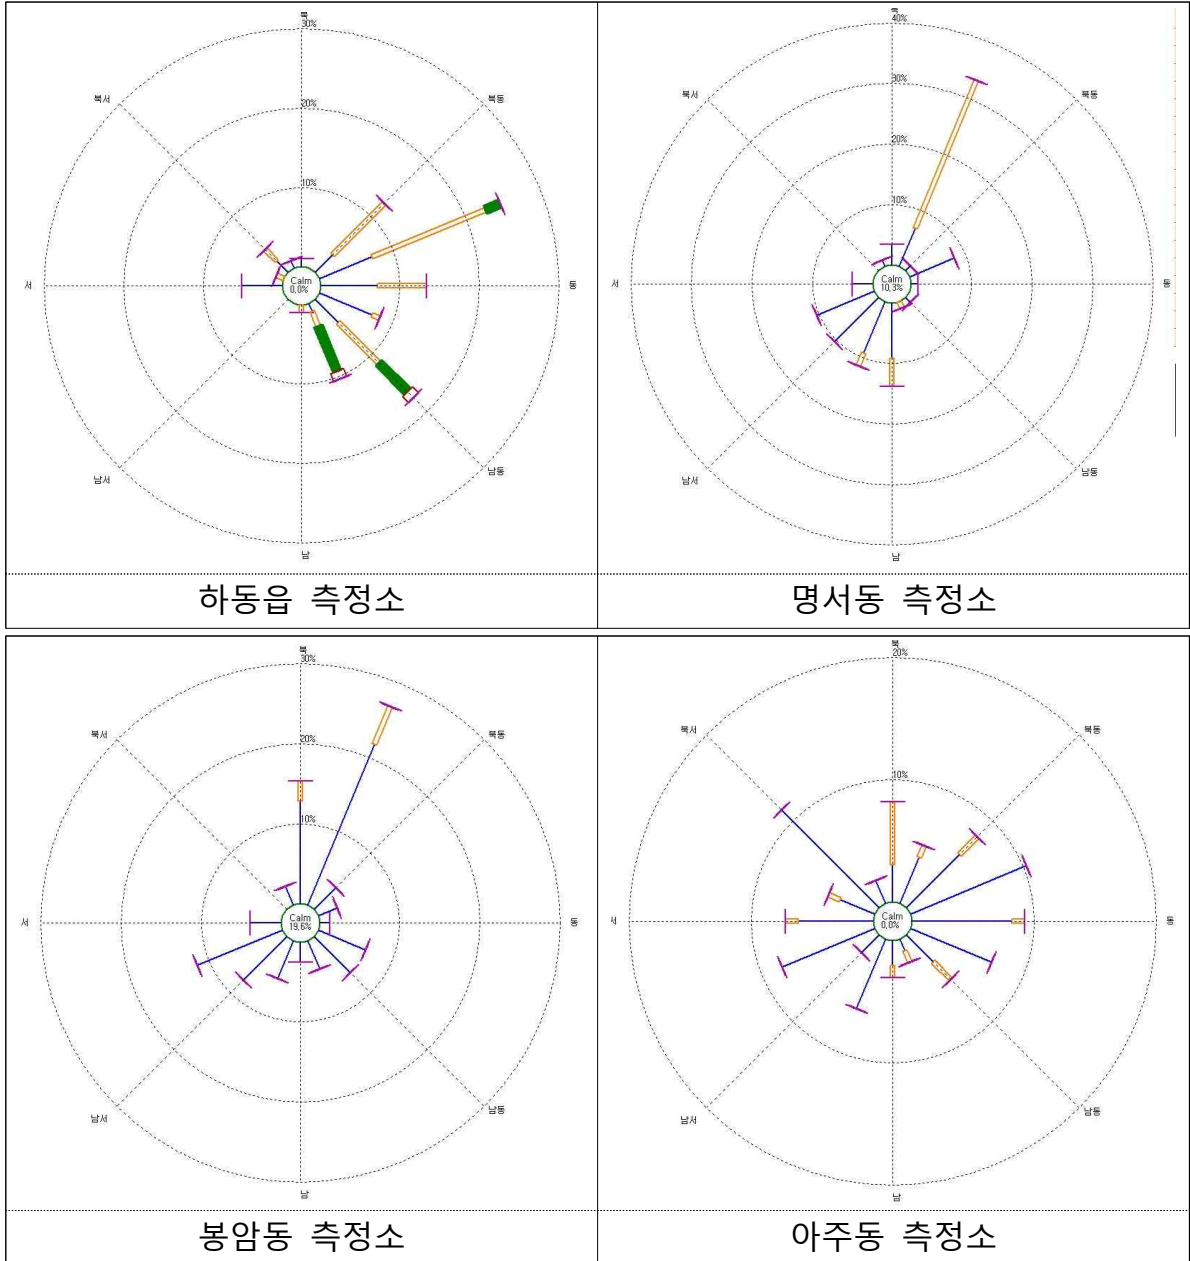 북
30%
북서
북동
20%
10%
서
Calm
0,0%
동
남서
남동
남
하동읍 측정소
북
40%
북서
북동
30%
20%
10%
서
Calm
10,3%
동
남서
남동
남
명서동 측정소
북
30%
북서
북동
20%
10%
서
Calm
19,6%
동
남서
남동
남
봉암동 측정소
북
20%
북서
북동
10%
서
Calm
0,0%
동
남서
남동
남
아주동 측정소